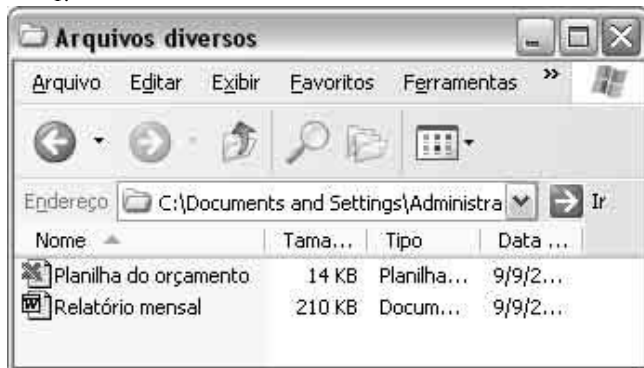 Arquivos diversos
Arquivo Editar Exibir Favoritos Ferramentas »
Endereço C:\Documents and Settings\Administra Ir
Nome Tama... Tipo Data ...
Planilha do orçamento 14 KB Planilha... 9/9/2...
Relatório mensal 210 KB Docum... 9/9/2...